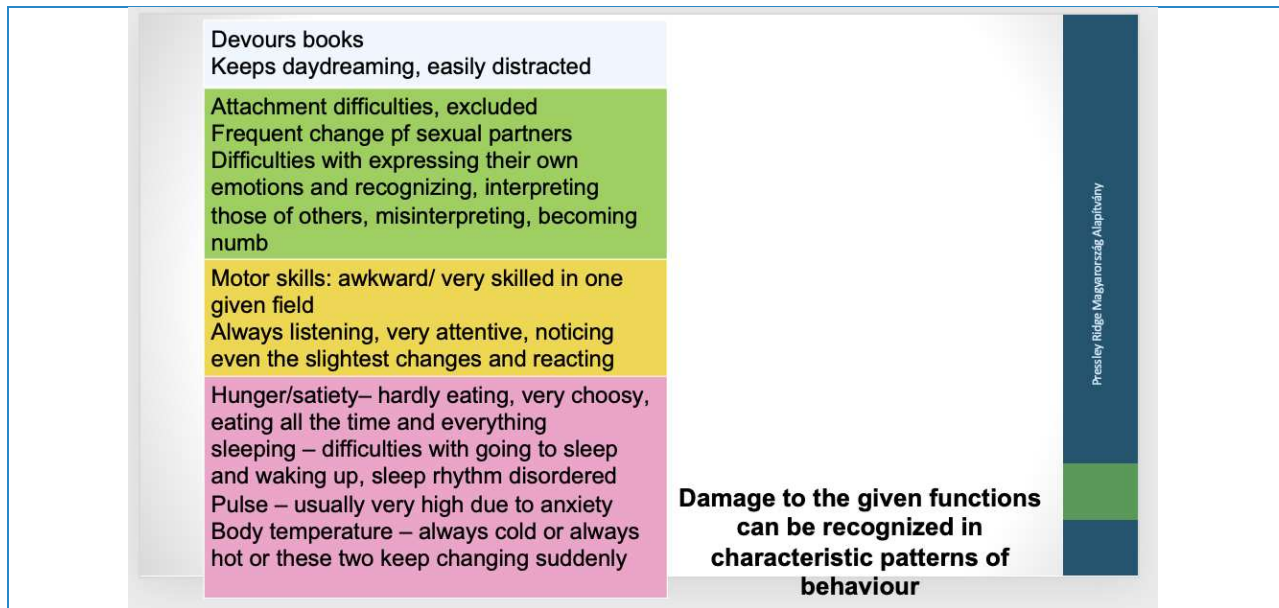 Devours books
Keeps daydreaming, easily distracted
Attachment difficulties, excluded
Frequent change pf sexual partners
Difficulties with expressing their own
emotions and recognizing, interpreting
those of others, misinterpreting, becoming
numb
Motor skills: awkward/ very skilled in one
given field
Always listening, very attentive, noticing
even the slightest changes and reacting
Hunger/satiety– hardly eating, very choosy,
eating all the time and everything
sleeping – difficulties with going to sleep
and waking up, sleep rhythm disordered
Pulse – usually very high due to anxiety
Body temperature – always cold or always
hot or these two keep changing suddenly
Damage to the given functions
can be recognized in
characteristic patterns of
behaviour
Pressley Ridge Magyarország Alapítvány